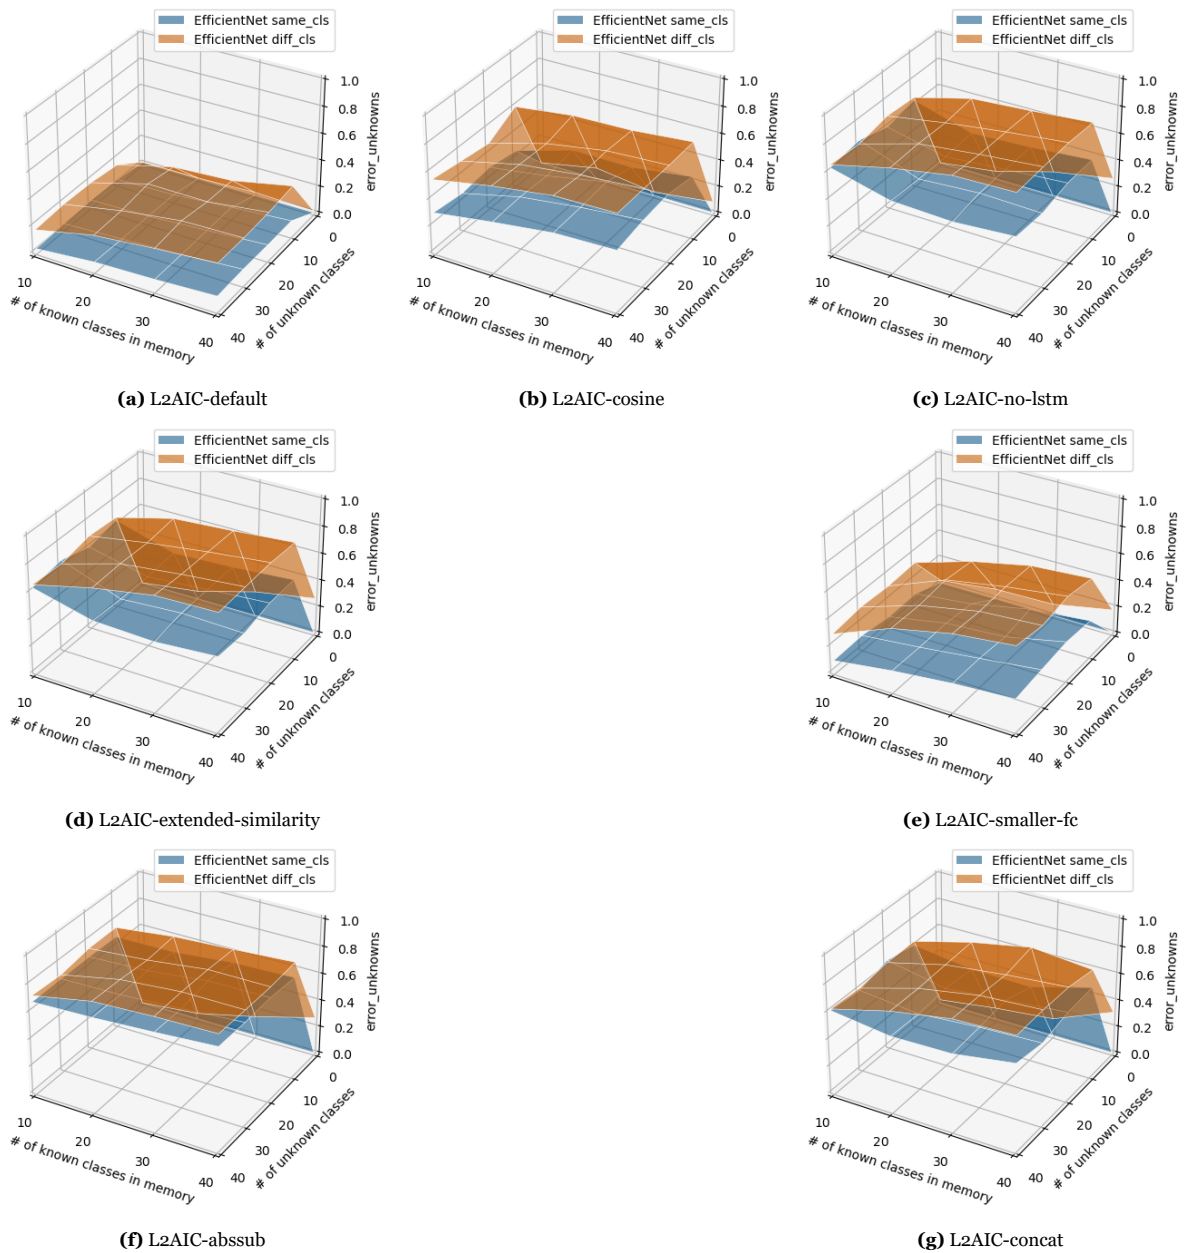 EfficientNet same_cls
EfficientNet diff_cls
1.0
0.8
0.6
0.4
0.2
0.0
error_unknowns
0
10
20
30
40
# of unknown classes
10
20
30
40
# of known classes in memory
(a) L2AIC-default
EfficientNet same_cls
EfficientNet diff_cls
1.0
0.8
0.6
0.4
0.2
0.0
error_unknowns
0
10
20
30
40
# of unknown classes
10
20
30
40
# of known classes in memory
(b) L2AIC-cosine
EfficientNet same_cls
EfficientNet diff_cls
1.0
0.8
0.6
0.4
0.2
0.0
error_unknowns
0
10
20
30
40
# of unknown classes
10
20
30
40
# of known classes in memory
(c) L2AIC-no-lstm
EfficientNet same_cls
EfficientNet diff_cls
1.0
0.8
0.6
0.4
0.2
0.0
error_unknowns
0
10
20
30
40
# of unknown classes
10
20
30
40
# of known classes in memory
(d) L2AIC-extended-similarity
EfficientNet same_cls
EfficientNet diff_cls
1.0
0.8
0.6
0.4
0.2
0.0
error_unknowns
0
10
20
30
40
# of unknown classes
10
20
30
40
# of known classes in memory
(e) L2AIC-smaller-fc
EfficientNet same_cls
EfficientNet diff_cls
1.0
0.8
0.6
0.4
0.2
0.0
error_unknowns
0
10
20
30
40
# of unknown classes
10
20
30
40
# of known classes in memory
(f) L2AIC-abssub
EfficientNet same_cls
EfficientNet diff_cls
1.0
0.8
0.6
0.4
0.2
0.0
error_unknowns
0
10
20
30
40
# of unknown classes
10
20
30
40
# of known classes in memory
(g) L2AIC-concat